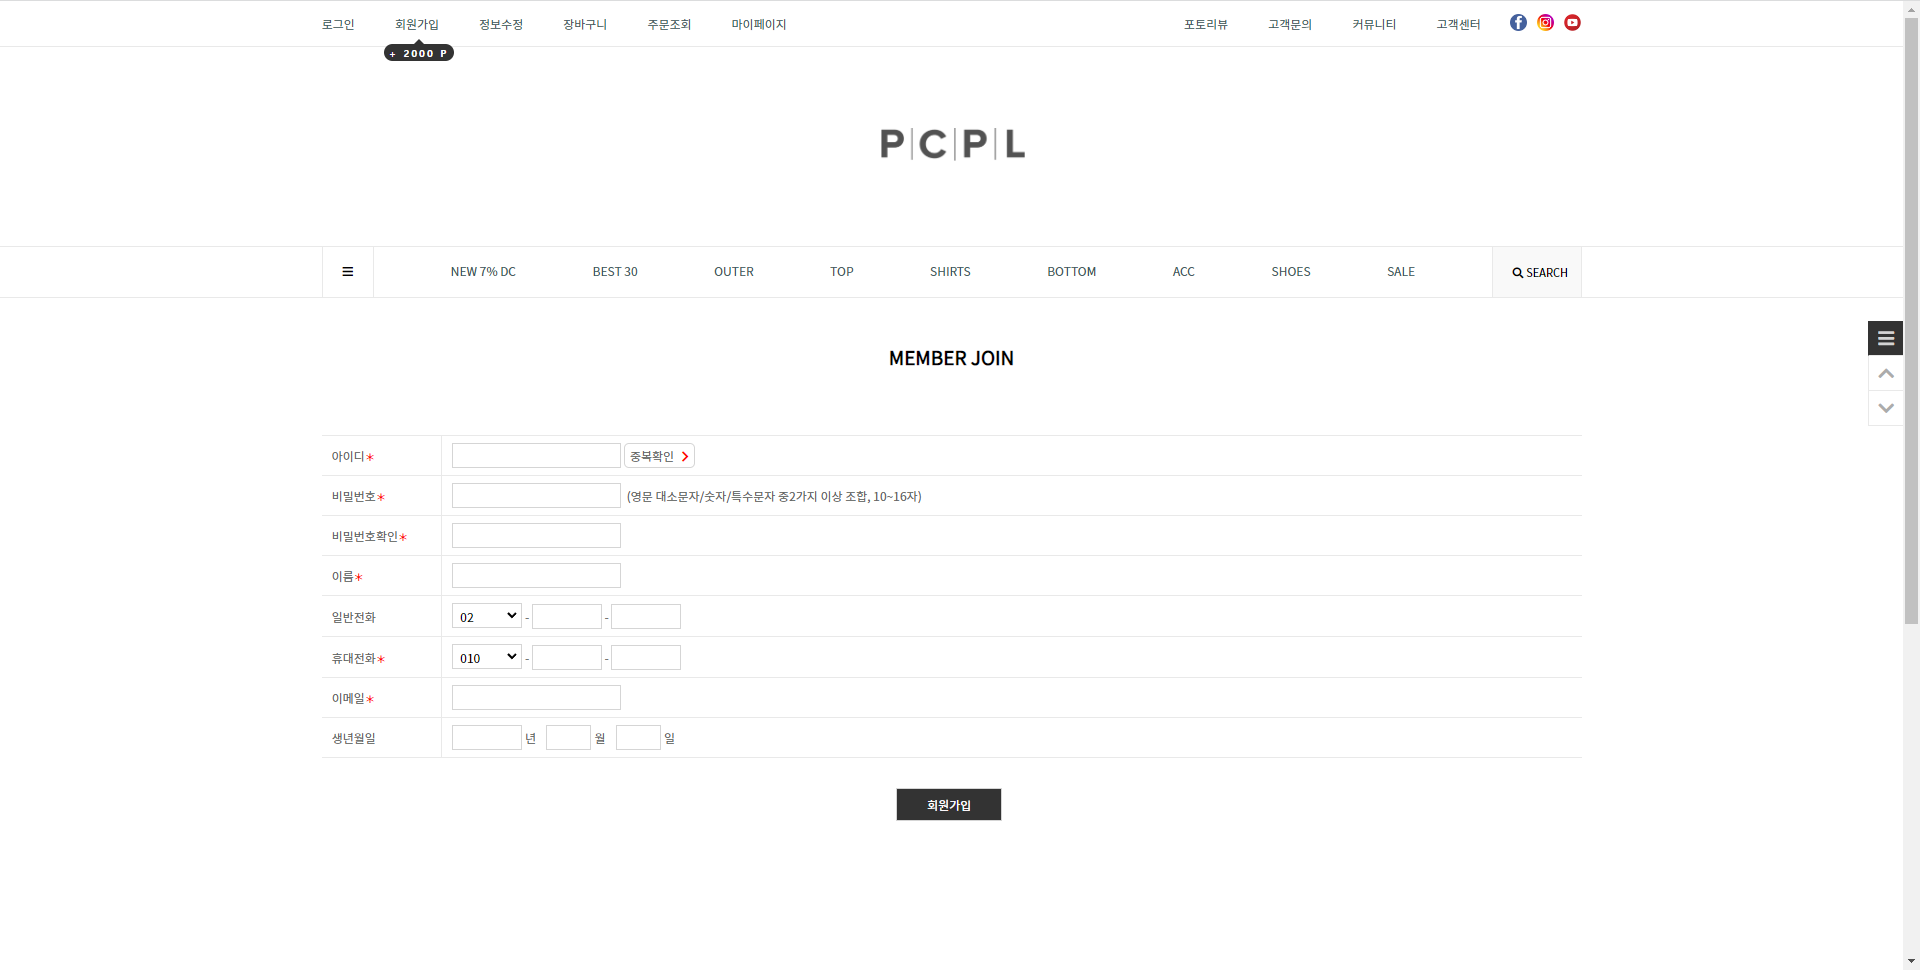 로그인 회원가입 정보수정 장바구니 주문조회 마이페이지 포토리뷰 고객문의 커뮤니티 고객센터
+ 2000 P
P|C|P|L
NEW 7% DC BEST 30 OUTER TOP SHIRTS BOTTOM ACC SHOES SALE SEARCH
MEMBER JOIN
아이디* 중복확인
비밀번호* (영문 대소문자/숫자/특수문자 중2가지 이상 조합, 10~16자)
비밀번호확인*
이름*
일반전화 02 - -
휴대전화* 010 - -
이메일*
생년월일 년 월 일
회원가입